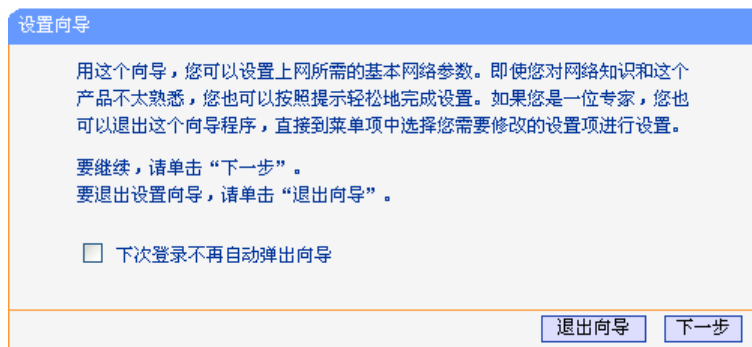 设置向导
用这个向导，您可以设置上网所需的基本网络参数。即使您对网络知识和这个
产品不太熟悉，您也可以按照提示轻松地完成设置。如果您是一位专家，您也
可以退出这个向导程序，直接到菜单项中选择您需要修改的设置项进行设置。
要继续，请单击“下一步”。
要退出设置向导，请单击“退出向导”。
下次登录不再自动弹出向导
退出向导 下一步